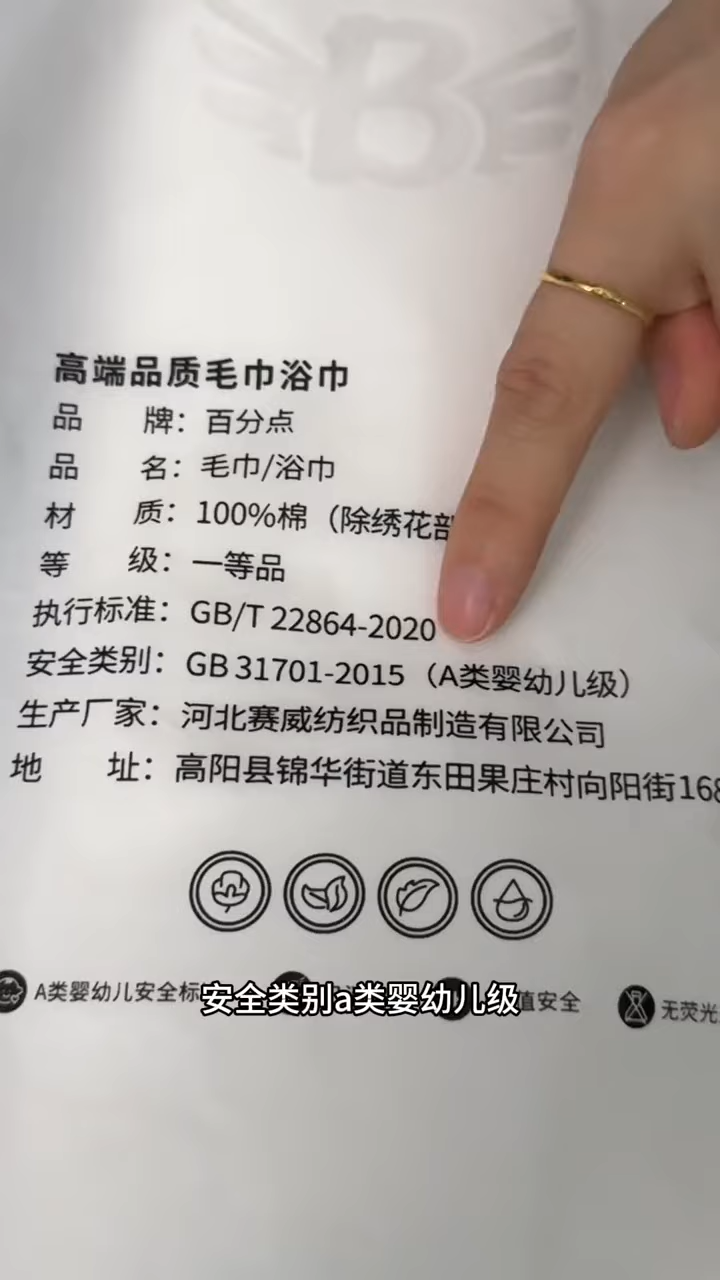 B
高端品质毛巾浴巾
品 牌：百分点
品 名：毛巾/浴巾
材 质：100%棉（除绣花部
等 级：一等品
执行标准：GB/T 22864-2020
安全类别：GB 31701-2015（A类婴幼儿级）
生产厂家：河北赛威纺织品制造有限公司
地 址：高阳县锦华街道东田果庄村向阳街168
A类婴幼儿安全标
值安全
无荧光
安全类别a类婴幼儿级